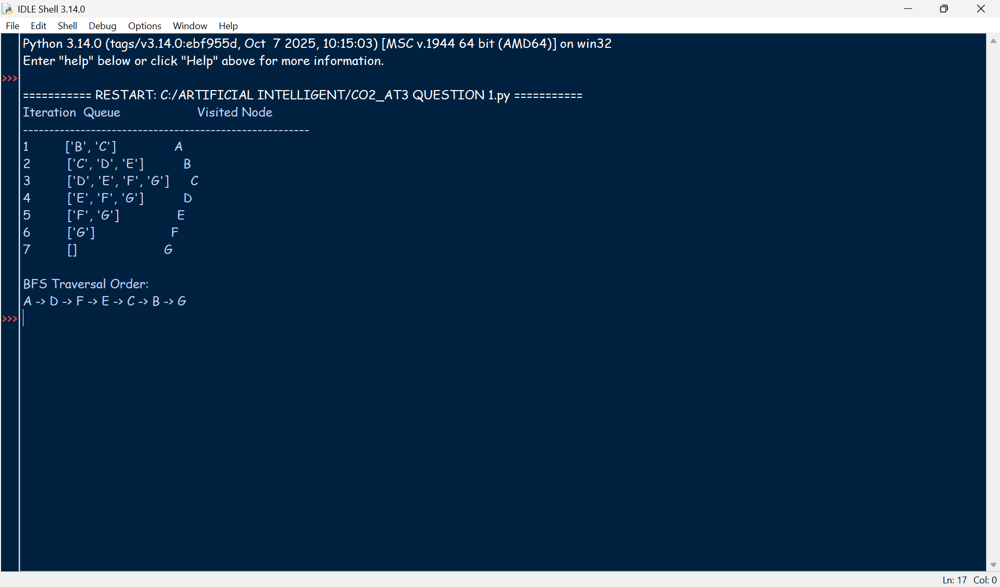 IDLE Shell 3.14.0
File Edit Shell Debug Options Window Help
Python 3.14.0 (tags/v3.14.0:ebf955d, Oct  7 2025, 10:15:03) [MSC v.1944 64 bit (AMD64)] on win32
Enter "help" below or click "Help" above for more information.
>>>
=========== RESTART: C:/ARTIFICIAL INTELLIGENT/CO2_AT3 QUESTION 1.py ===========
Iteration  Queue                    Visited Node
-------------------------------------------------------
1          ['B', 'C']               A
2          ['C', 'D', 'E']          B
3          ['D', 'E', 'F', 'G']     C
4          ['E', 'F', 'G']          D
5          ['F', 'G']               E
6          ['G']                    F
7          []                       G
BFS Traversal Order:
A -> D -> F -> E -> C -> B -> G
>>>
Ln: 17 Col: 0